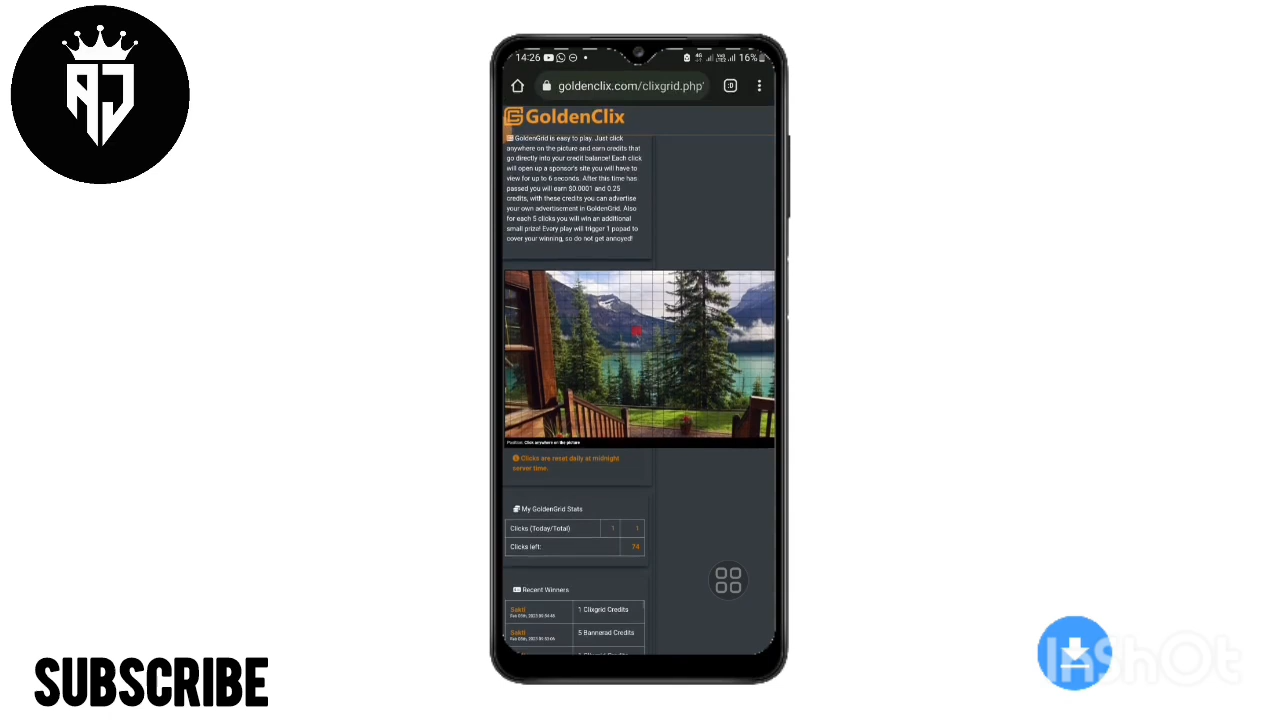 AJ
14:26
16%
goldenclix.com/clixgrid.php?
GoldenClix
GoldenGrid is easy to play. Just click
anywhere on the picture and earn credits that
go directly into your credit balance! Each click
will open up a sponsor's site you will have to
view for up to 6 seconds. After this time has
passed you will earn $0.0001 and 0.25
credits, with these credits you can advertise
your own advertisement in GoldenGrid. Also
for each 5 clicks you will win an additional
small prize! Every play will trigger 1 popad to
cover your winning, so do not get annoyed!
Position: Click anywhere on the picture
Clicks are reset daily at midnight
server time.
My GoldenGrid Stats
Clicks (Today/Total) 1 1
Clicks left: 74
Recent Winners
Sakti 1 Clixgrid Credits
Sakti 5 Bannerad Credits
SUBSCRIBE
InShOt